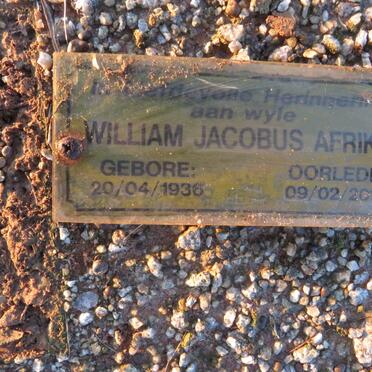 aan wyle
WILLIAM JACOBUS AFRIK
GEBORE: OORLEDE
20/04/1936 09/02/20